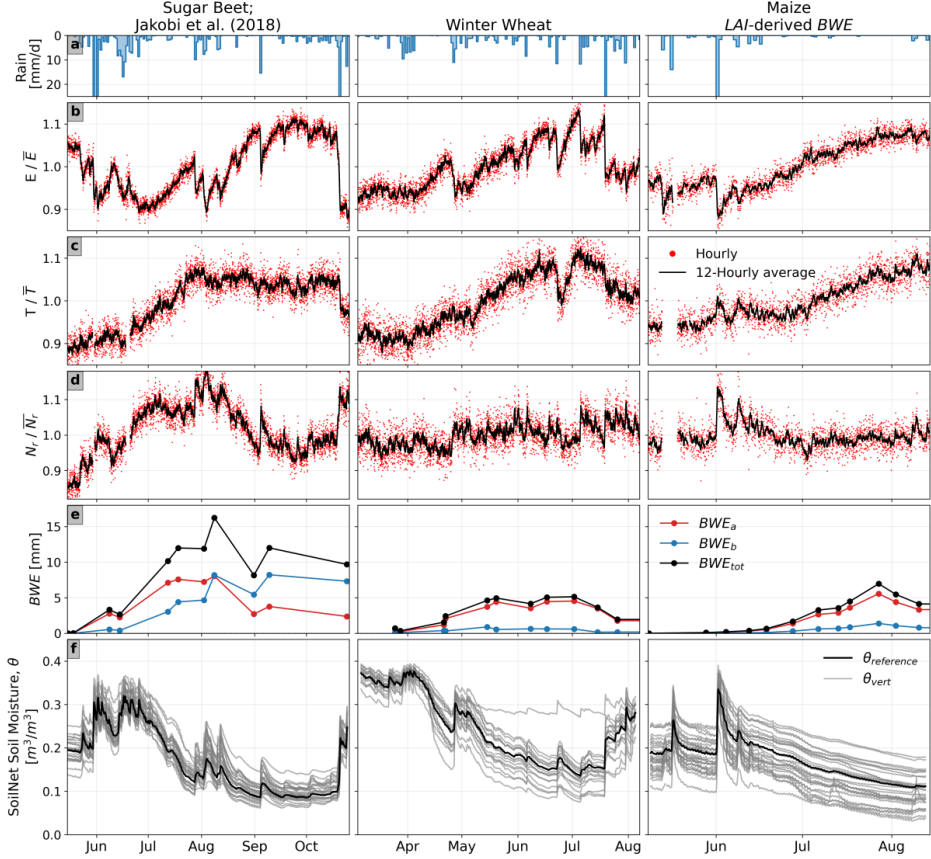 Sugar Beet;
Jakobi et al. (2018)
Winter Wheat
Maize
LAI-derived BWE
a
Rain
[mm/d]
0
10
20
b
E / E̅
1.1
1.0
0.9
c
T / T̅
1.1
1.0
0.9
Hourly
12-Hourly average
d
Nᵣ / N̅ᵣ
1.1
1.0
0.9
e
BWE [mm]
15
10
5
0
BWEₐ
BWE_b
BWE_tot
f
SoilNet Soil Moisture, θ
[m³/m³]
0.4
0.3
0.2
0.1
0.0
θ_reference
θ_vert
Jun Jul Aug Sep Oct
Apr May Jun Jul Aug
Jun Jul Aug